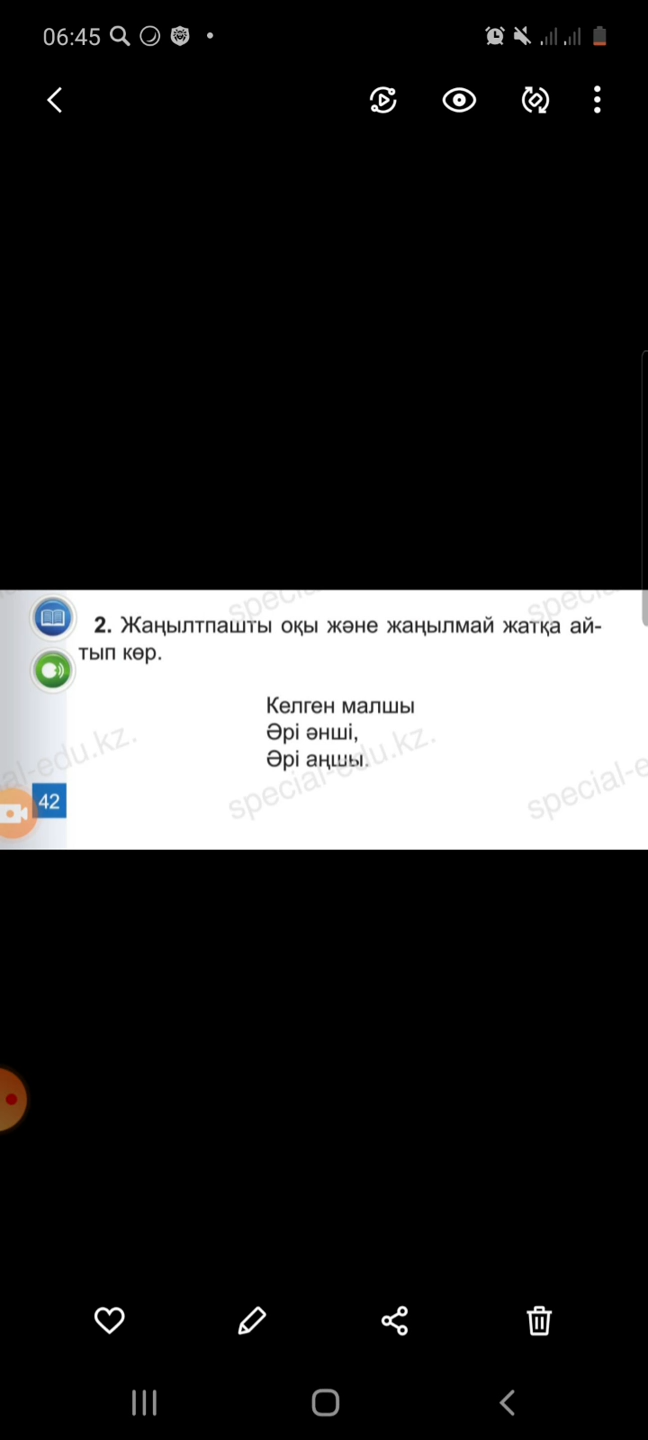 06:45
2. Жаңылтпашты оқы және жаңылмай жатқа ай-
тып көр.
Келген малшы
Әрі әнші,
Әрі аңшы.
42
special-edu.kz.